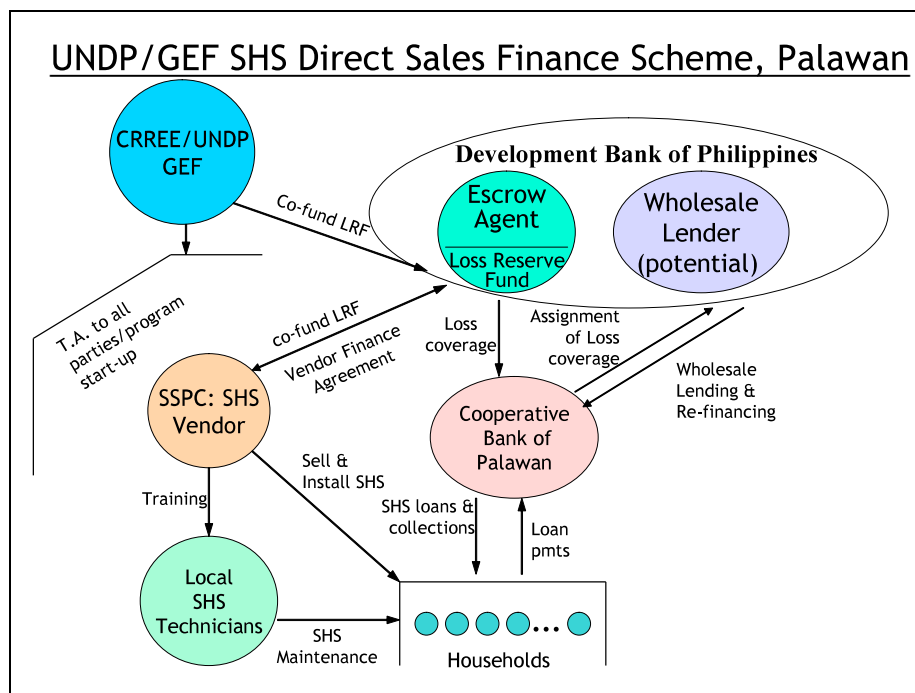 UNDP/GEF SHS Direct Sales Finance Scheme, Palawan
CRREE/UNDP
GEF
Development Bank of Philippines
Escrow
Agent
Loss Reserve
Fund
Wholesale
Lender
(potential)
Co-fund LRF
T.A. to all
parties/program
start-up
co-fund LRF
Vendor Finance
Agreement
Loss
coverage
Assignment
of Loss
coverage
Wholesale
Lending &
Re-financing
SSPC: SHS
Vendor
Cooperative
Bank of
Palawan
Sell &
Install SHS
Training
SHS loans &
collections
Loan
pmts
Local
SHS
Technicians
SHS
Maintenance
...
Households